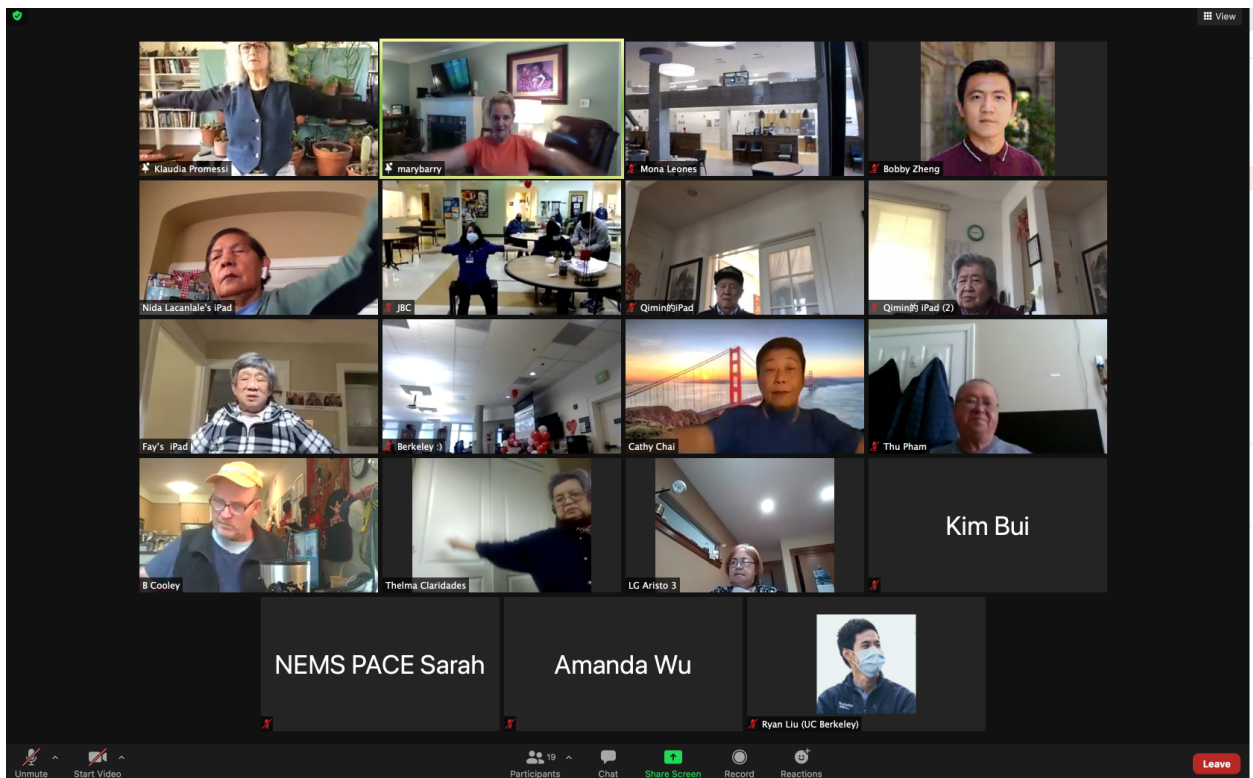 View
Klaudia Promessi
marybarry
Mona Leones
Bobby Zheng
Nida Lacanlale's iPad
JBC
Qimin的iPad
Qimin的 iPad (2)
Fay's iPad
Berkeley :)
Cathy Chai
Thu Pham
B Cooley
Thelma Claridades
LG Aristo 3
Kim Bui
NEMS PACE Sarah
Amanda Wu
Ryan Liu (UC Berkeley)
Unmute
Start Video
19
Participants
Chat
Share Screen
Record
Reactions
Leave